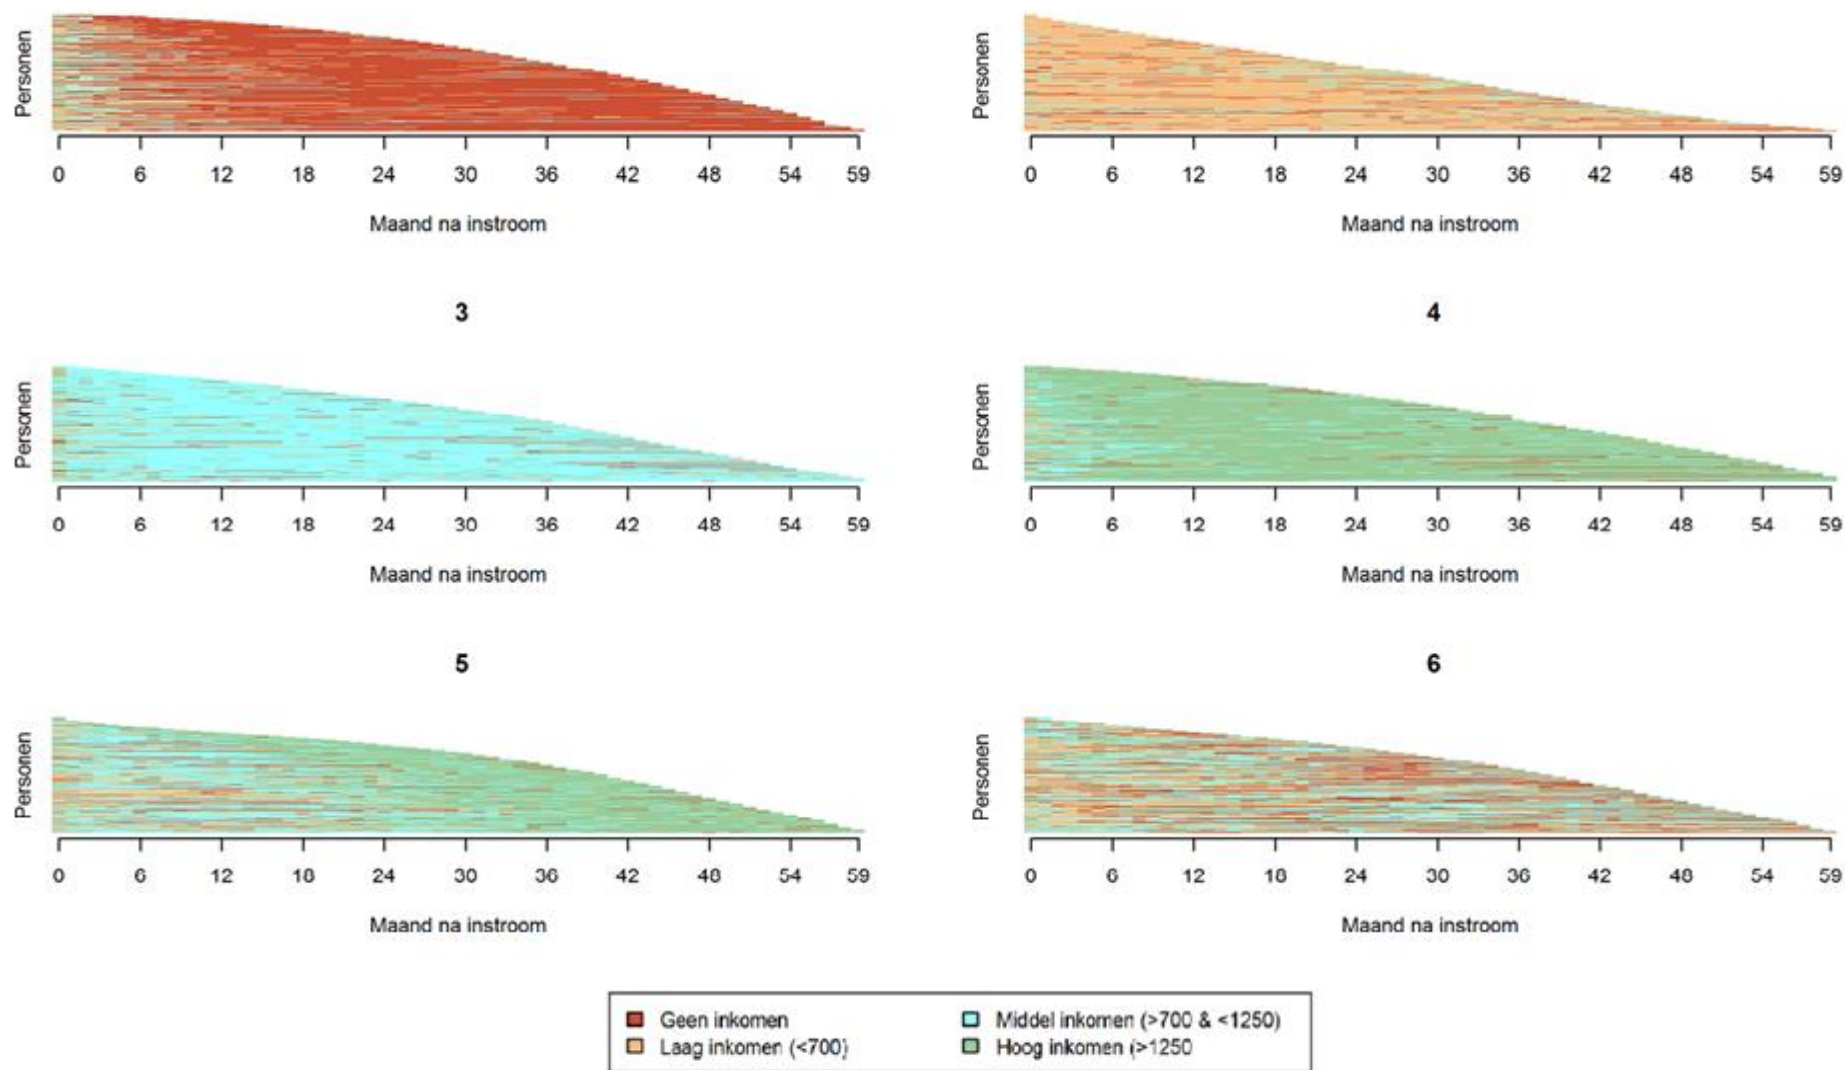 Personen
0 6 12 18 24 30 36 42 48 54 59
Maand na instroom
Personen
0 6 12 18 24 30 36 42 48 54 59
Maand na instroom
3
Personen
0 6 12 18 24 30 36 42 48 54 59
Maand na instroom
4
Personen
0 6 12 18 24 30 36 42 48 54 59
Maand na instroom
5
Personen
0 6 12 18 24 30 36 42 48 54 59
Maand na instroom
6
Personen
0 6 12 18 24 30 36 42 48 54 59
Maand na instroom
Geen inkomen
Laag inkomen (<700)
Middel inkomen (>700 & <1250)
Hoog inkomen (>1250